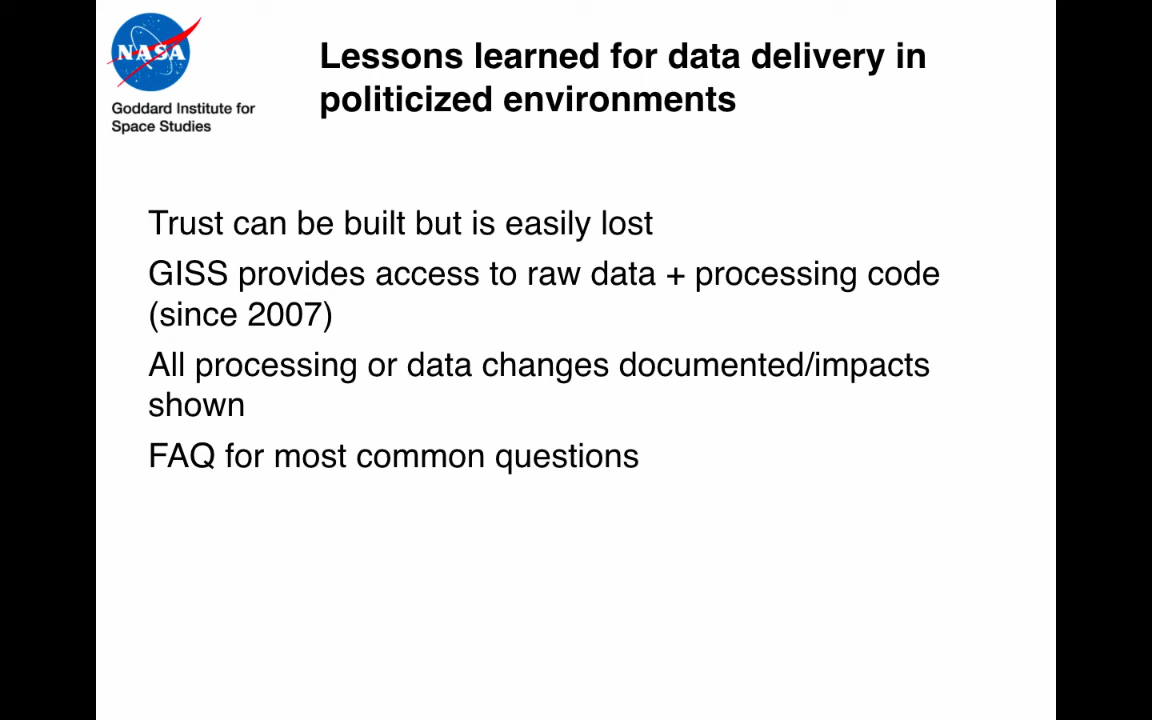 NASA
Goddard Institute for
Space Studies
Lessons learned for data delivery in
politicized environments
Trust can be built but is easily lost
GISS provides access to raw data + processing code
(since 2007)
All processing or data changes documented/impacts
shown
FAQ for most common questions